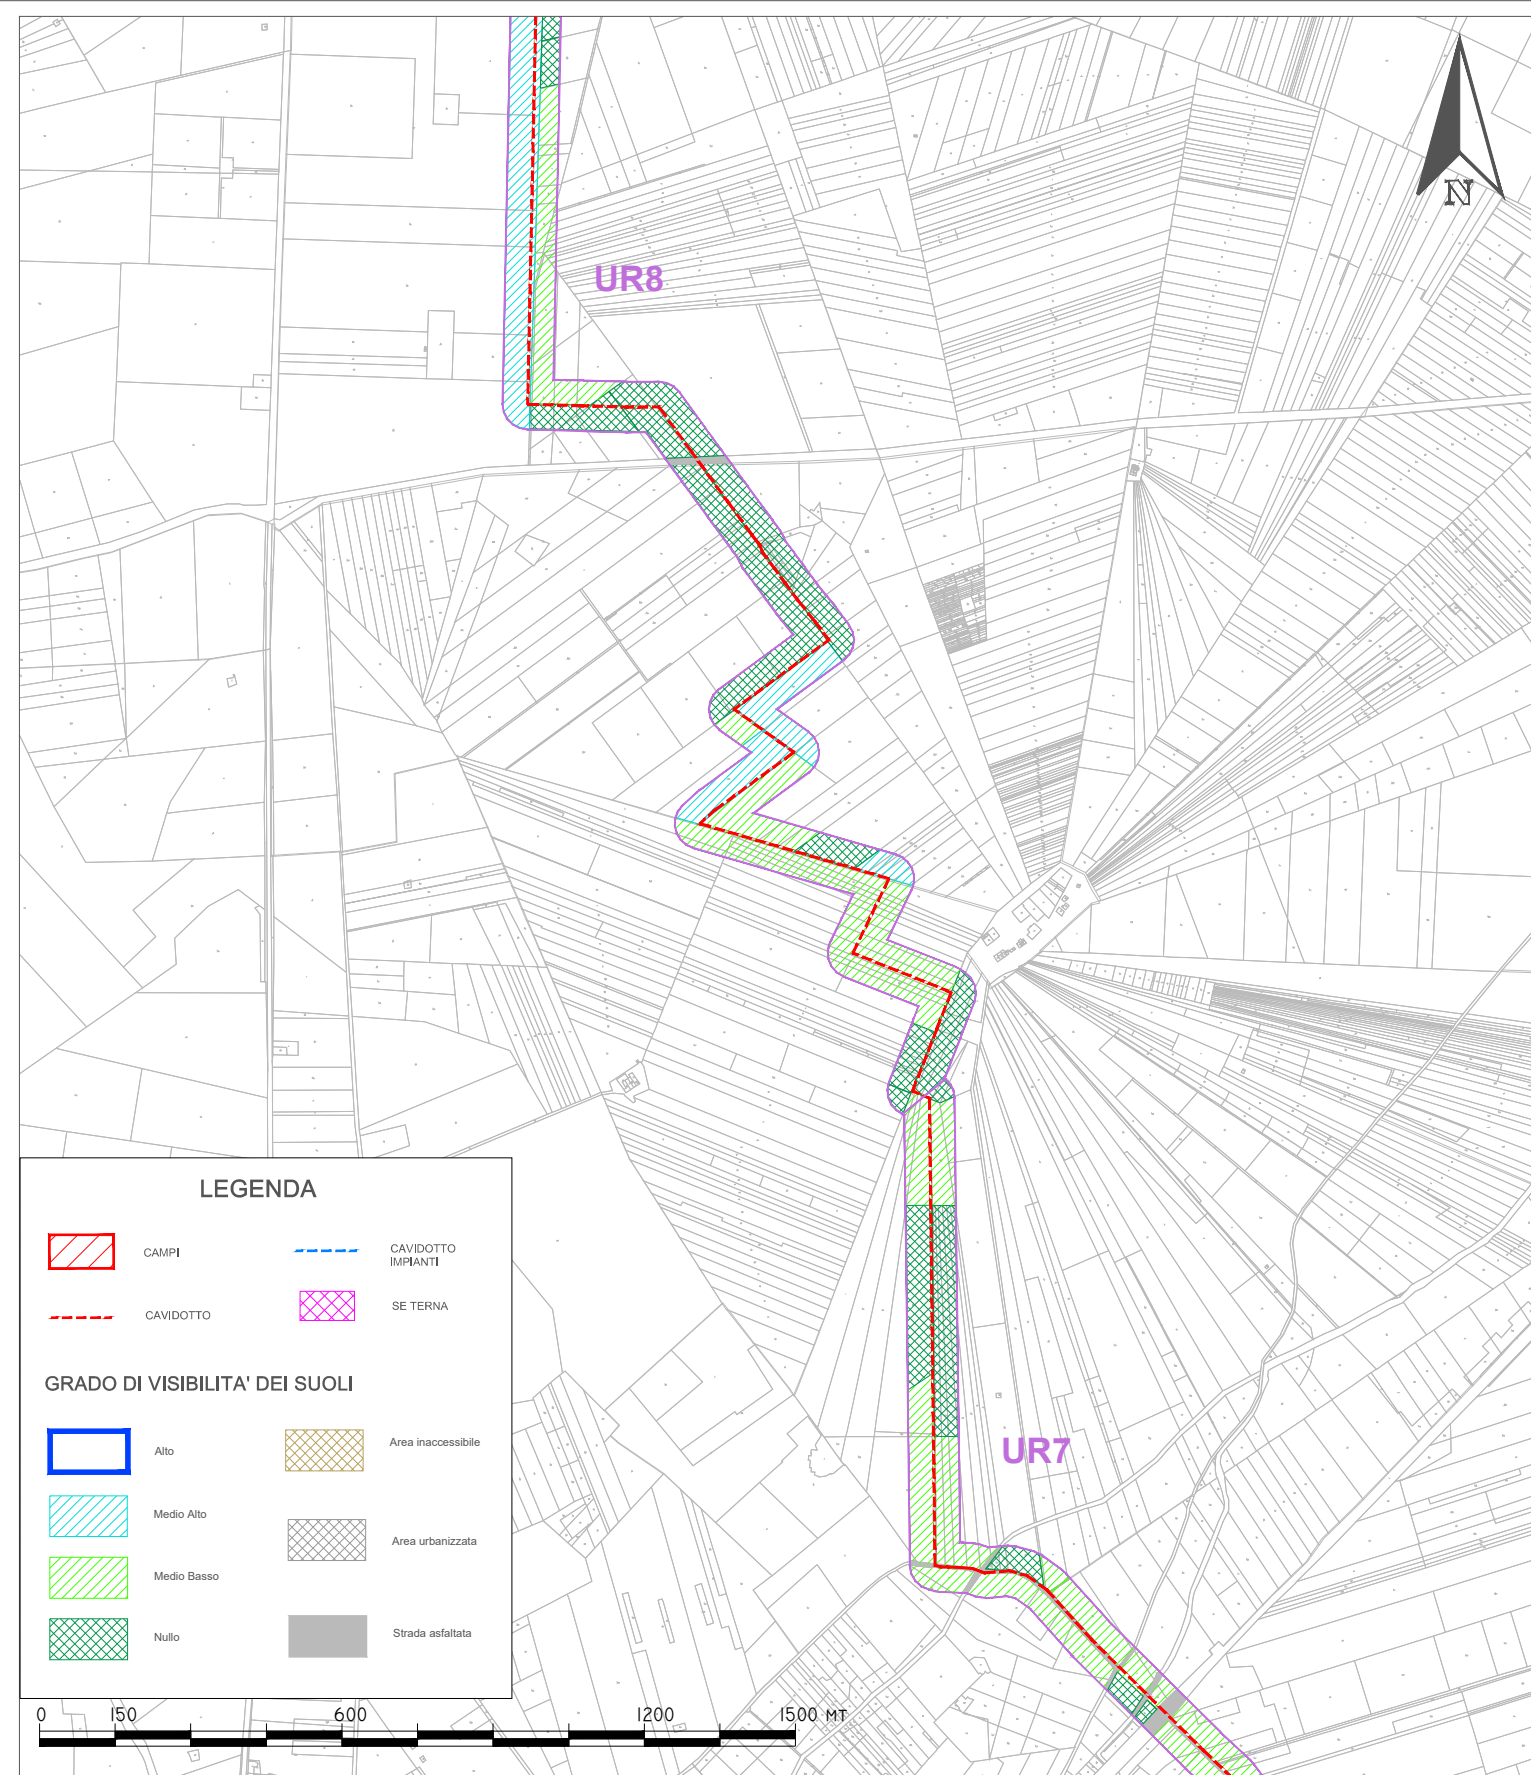 N
UR8
UR7
LEGENDA
CAMPI
CAVIDOTTO
IMPIANTI
CAVIDOTTO
SE TERNA
GRADO DI VISIBILITA' DEI SUOLI
Alto
Area inaccessibile
Medio Alto
Area urbanizzata
Medio Basso
Nullo
Strada asfaltata
0 150 600 1200 1500 MT